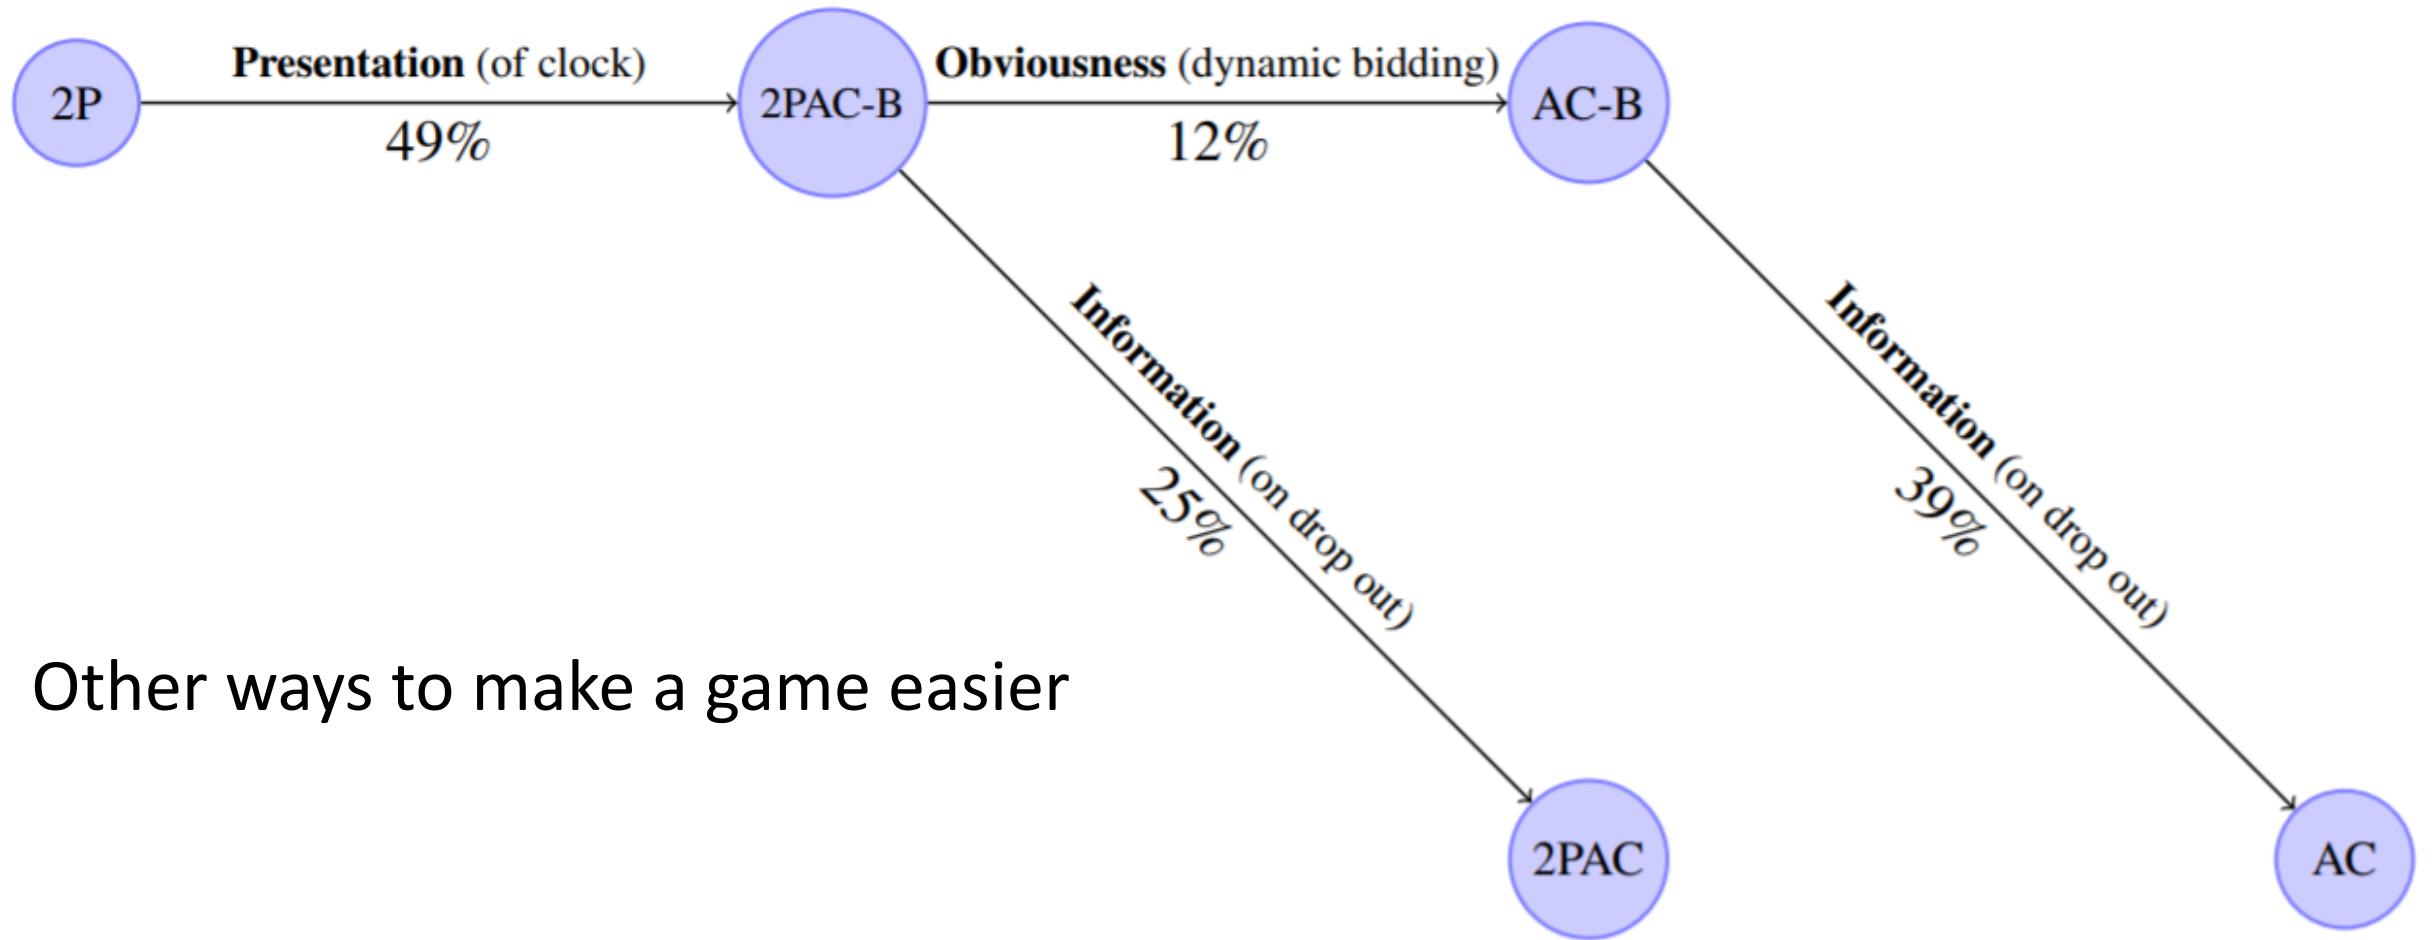 Presentation (of clock)
Obviousness (dynamic bidding)
2P
2PAC-B
AC-B
49%
12%
Information (on drop out)
25%
Information (on drop out)
39%
Other ways to make a game easier
2PAC
AC